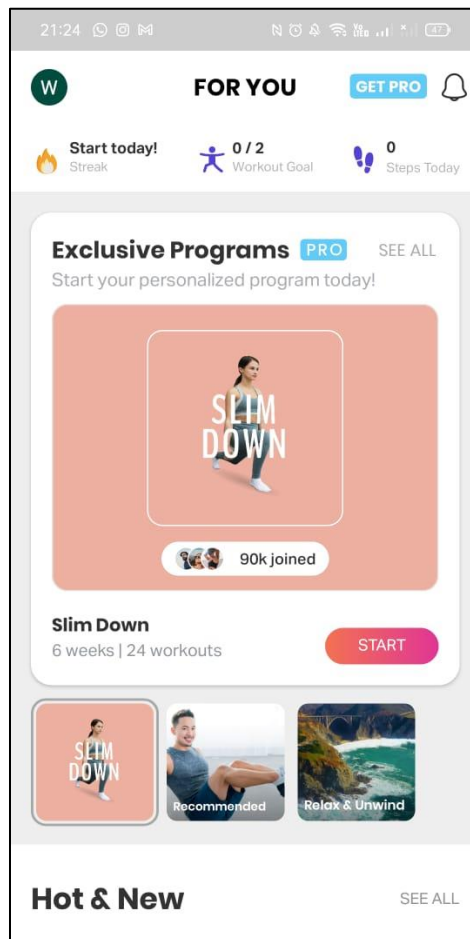 21:24
47
W
FOR YOU
GET PRO
Start today!
Streak
0 / 2
Workout Goal
0
Steps Today
Exclusive Programs PRO
SEE ALL
Start your personalized program today!
SLIM
DOWN
90k joined
Slim Down
6 weeks | 24 workouts
START
SLIM
DOWN
Recommended
Relax & Unwind
Hot & New
SEE ALL